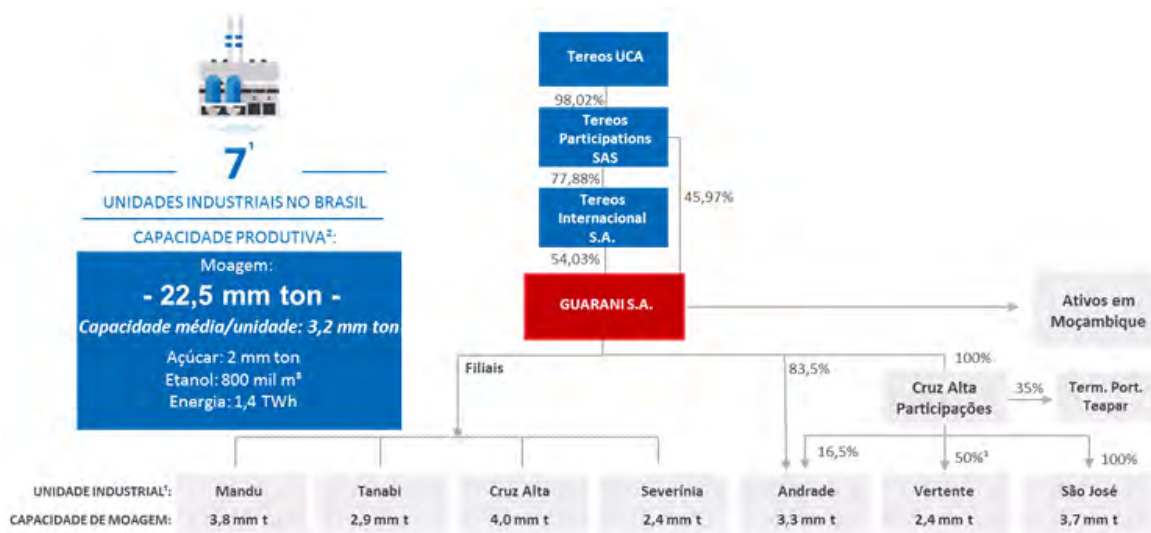 7¹
UNIDADES INDUSTRIAIS NO BRASIL
CAPACIDADE PRODUTIVA²:
Moagem:
- 22,5 mm ton -
Capacidade média/unidade: 3,2 mm ton
Açúcar: 2 mm ton
Etanol: 800 mil m³
Energia: 1,4 TWh
Tereos UCA
98,02%
Tereos
Participations
SAS
77,88%
45,97%
Tereos
Internacional
S.A.
54,03%
GUARANI S.A.
Ativos em
Moçambique
Filiais
83,5%
100%
Cruz Alta
Participações
35%
Term. Port.
Teapar
16,5%
50%³
100%
UNIDADE INDUSTRIAL¹: Mandu Tanabi Cruz Alta Severínia Andrade Vertente São José
CAPACIDADE DE MOAGEM: 3,8 mm t 2,9 mm t 4,0 mm t 2,4 mm t 3,3 mm t 2,4 mm t 3,7 mm t